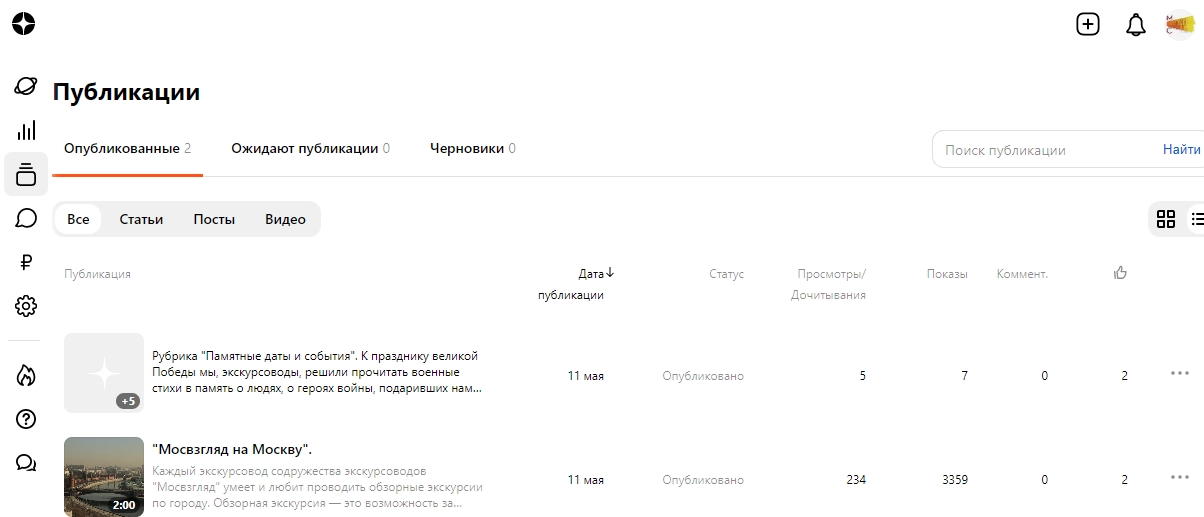 Публикации
Опубликованные 2
Ожидают публикации 0
Черновики 0
Поиск публикации
Найти
Все
Статьи
Посты
Видео
Публикация
Дата
публикации
Статус
Просмотры/
Дочитывания
Показы
Коммент.
Рубрика "Памятные даты и события". К празднику великой
Победы мы, экскурсоводы, решили прочитать военные
стихи в память о людях, о героях войны, подаривших нам...
+5
11 мая
Опубликовано
5
7
0
2
"Мосвзгляд на Москву".
Каждый экскурсовод содружества экскурсоводов
"Мосвзгляд" умеет и любит проводить обзорные экскурсии
по городу. Обзорная экскурсия — это возможность за...
2:00
11 мая
Опубликовано
234
3359
0
2